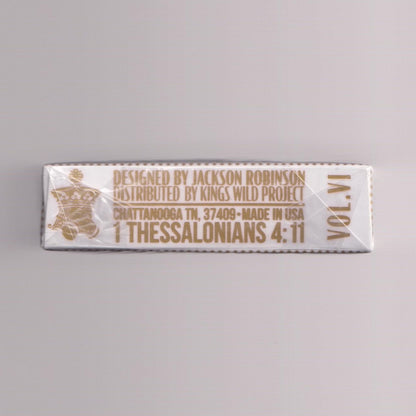 DESIGNED BY JACKSON ROBINSON
DISTRIBUTED BY KINGS WILD PROJECT
CHATTANOOGA TN, 37409 • MADE IN USA
1 THESSALONIANS 4:11
VOL.VI